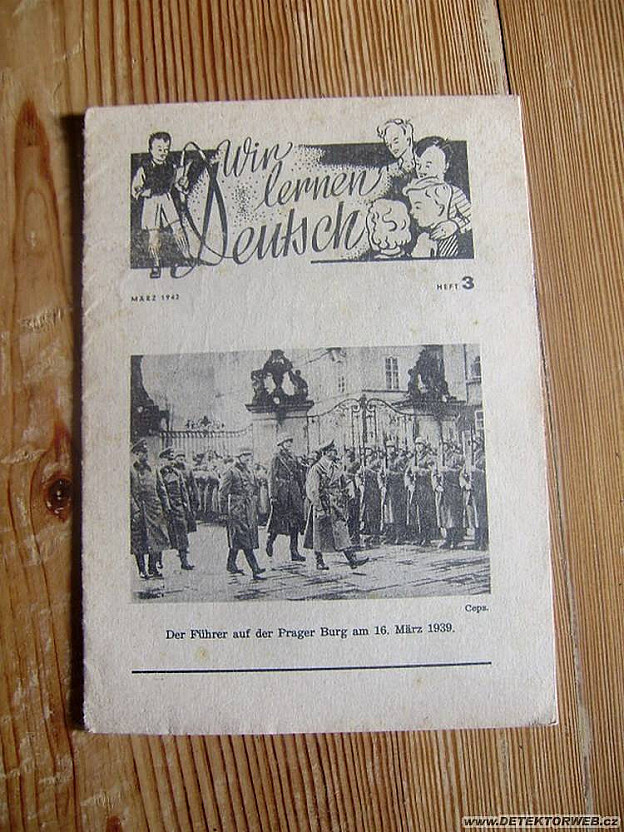 Wir
lernen
Deutsch
MÄRZ 1942
HEFT 3
Ceps.
Der Führer auf der Prager Burg am 16. März 1939.
www.DETEKTORWEB.cz